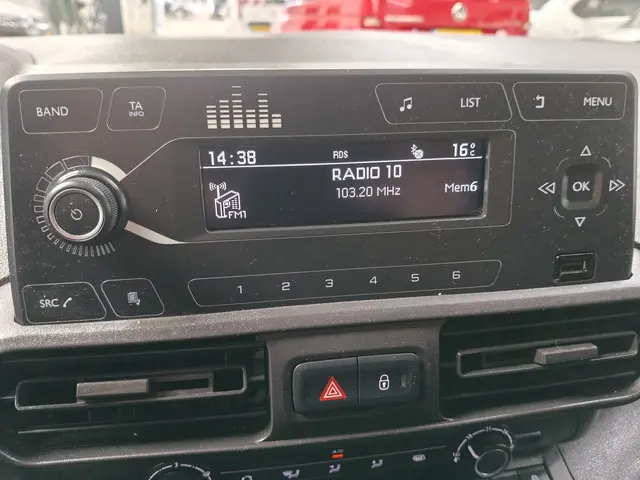 BAND
TA
INFO
LIST
MENU
14:38 RDS 16°C
RADIO 10
103.20 MHz Mem6
FM1
OK
1 2 3 4 5 6
SRC
A/C